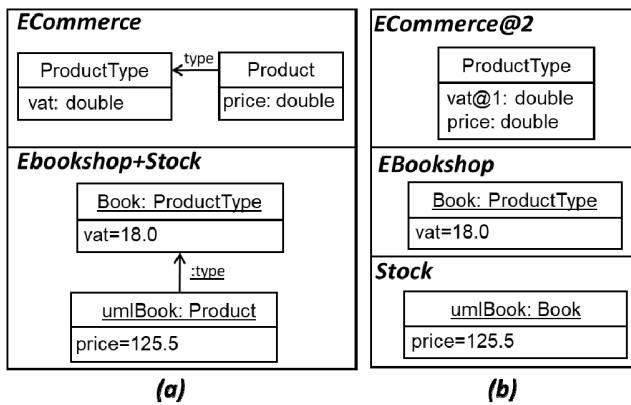 ECommerce
ProductType
vat: double
type
Product
price: double
Ebookshop+Stock
Book: ProductType
vat=18.0
:type
umlBook: Product
price=125.5
(a)
ECommerce@2
ProductType
vat@1: double
price: double
EBookshop
Book: ProductType
vat=18.0
Stock
umlBook: Book
price=125.5
(b)